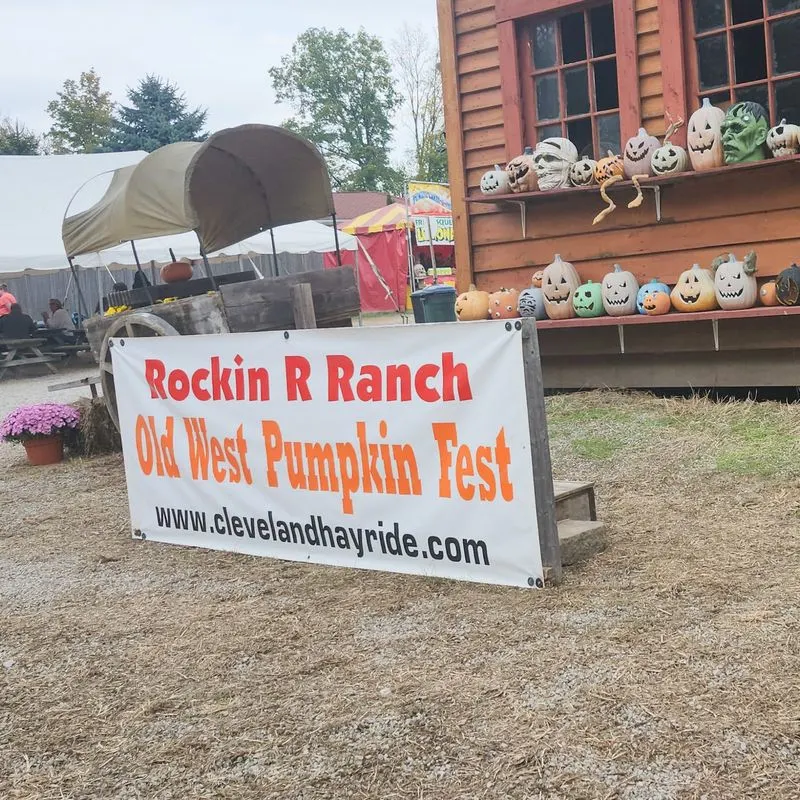 Rockin R Ranch
Old West Pumpkin Fest
www.clevelandhayride.com